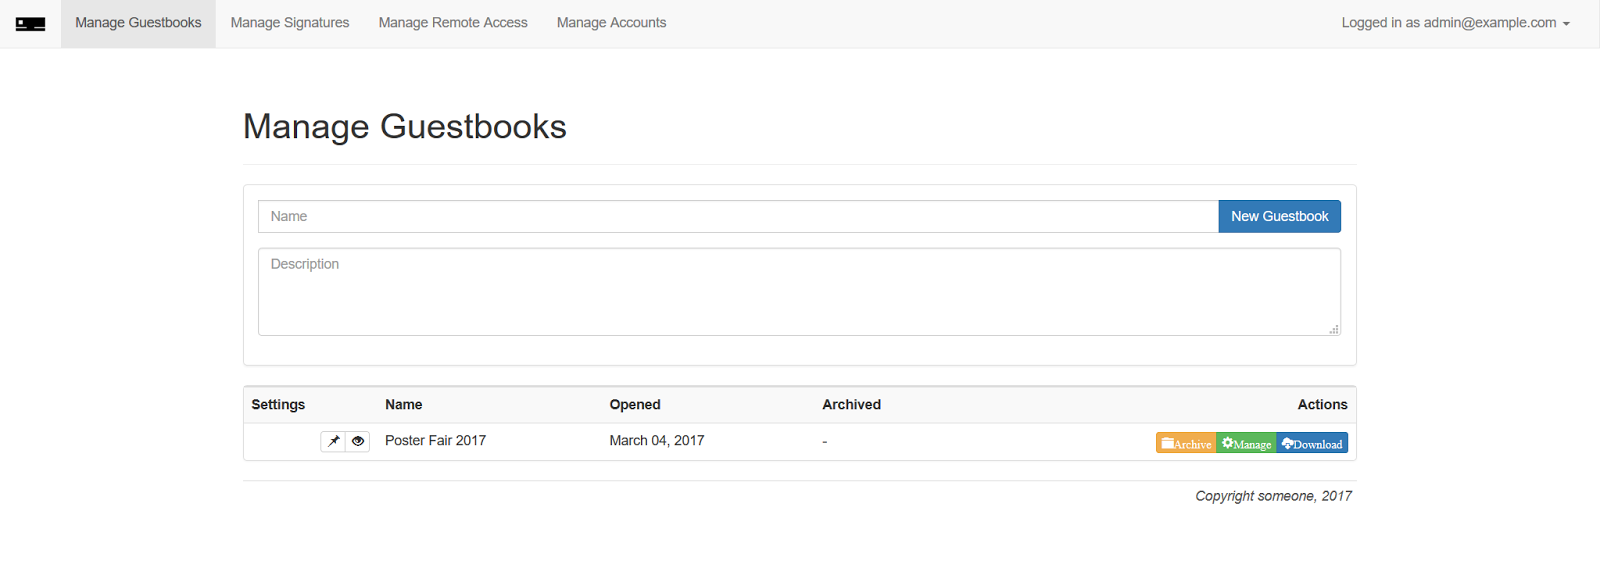 Manage Guestbooks Manage Signatures Manage Remote Access Manage Accounts Logged in as admin@example.com
Manage Guestbooks
Name New Guestbook
Description
Settings Name Opened Archived Actions
Poster Fair 2017 March 04, 2017 - Archive Manage Download
Copyright someone, 2017